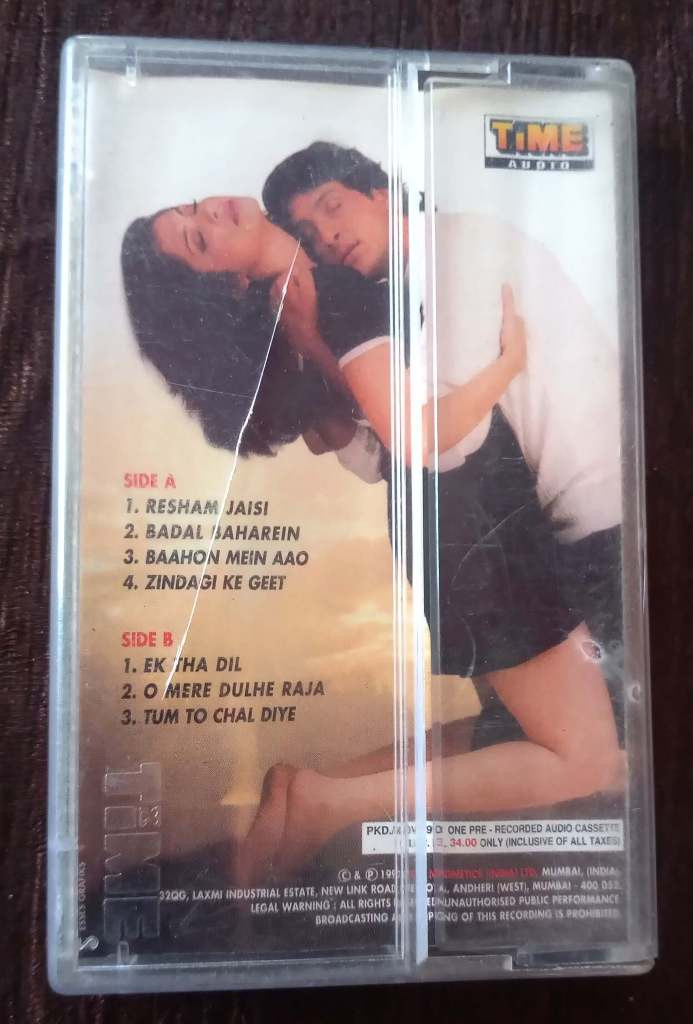 TIME
AUDIO
SIDE A
1. RESHAM JAISI
2. BADAL BAHAREIN
3. BAAHON MEIN AAO
4. ZINDAGI KE GEET
SIDE B
1. EK THA DIL
2. O MERE DULHE RAJA
3. TUM TO CHAL DIYE
TIME
ONE PRE - RECORDED AUDIO CASSETTE
34.00 ONLY (INCLUSIVE OF ALL TAXES)
© & ℗ MUMBAI, (INDIA)
32QG, LAXMI INDUSTRIAL ESTATE, NEW LINK ROAD, ANDHERI (WEST), MUMBAI - 400 053.
LEGAL WARNING : ALL RIGHTS UNAUTHORISED PUBLIC PERFORMANCE
BROADCASTING OF THIS RECORDING IS PROHIBITED